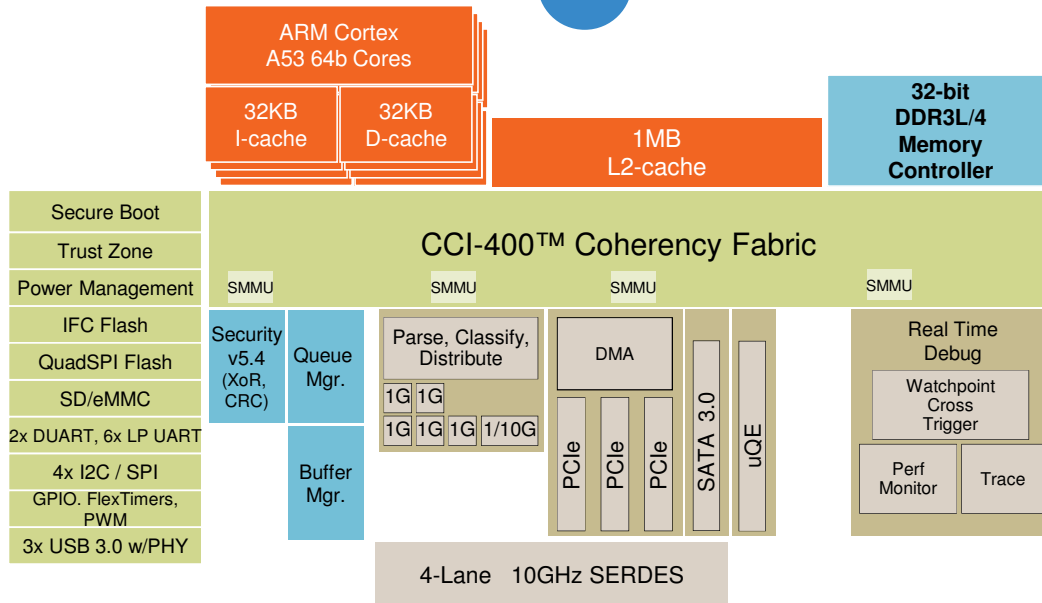 ARM Cortex
A53 64b Cores
32KB
I-cache
32KB
D-cache
1MB
L2-cache
32-bit
DDR3L/4
Memory
Controller
Secure Boot
Trust Zone
Power Management
IFC Flash
QuadSPI Flash
SD/eMMC
2x DUART, 6x LP UART
4x I2C / SPI
GPIO. FlexTimers,
PWM
3x USB 3.0 w/PHY
CCI-400™ Coherency Fabric
SMMU
SMMU
SMMU
SMMU
Security
v5.4
(XoR,
CRC)
Queue
Mgr.
Buffer
Mgr.
Parse, Classify,
Distribute
1G 1G
1G 1G 1G 1/10G
DMA
PCIe
PCIe
PCIe
SATA 3.0
uQE
Real Time
Debug
Watchpoint
Cross
Trigger
Perf
Monitor
Trace
4-Lane 10GHz SERDES